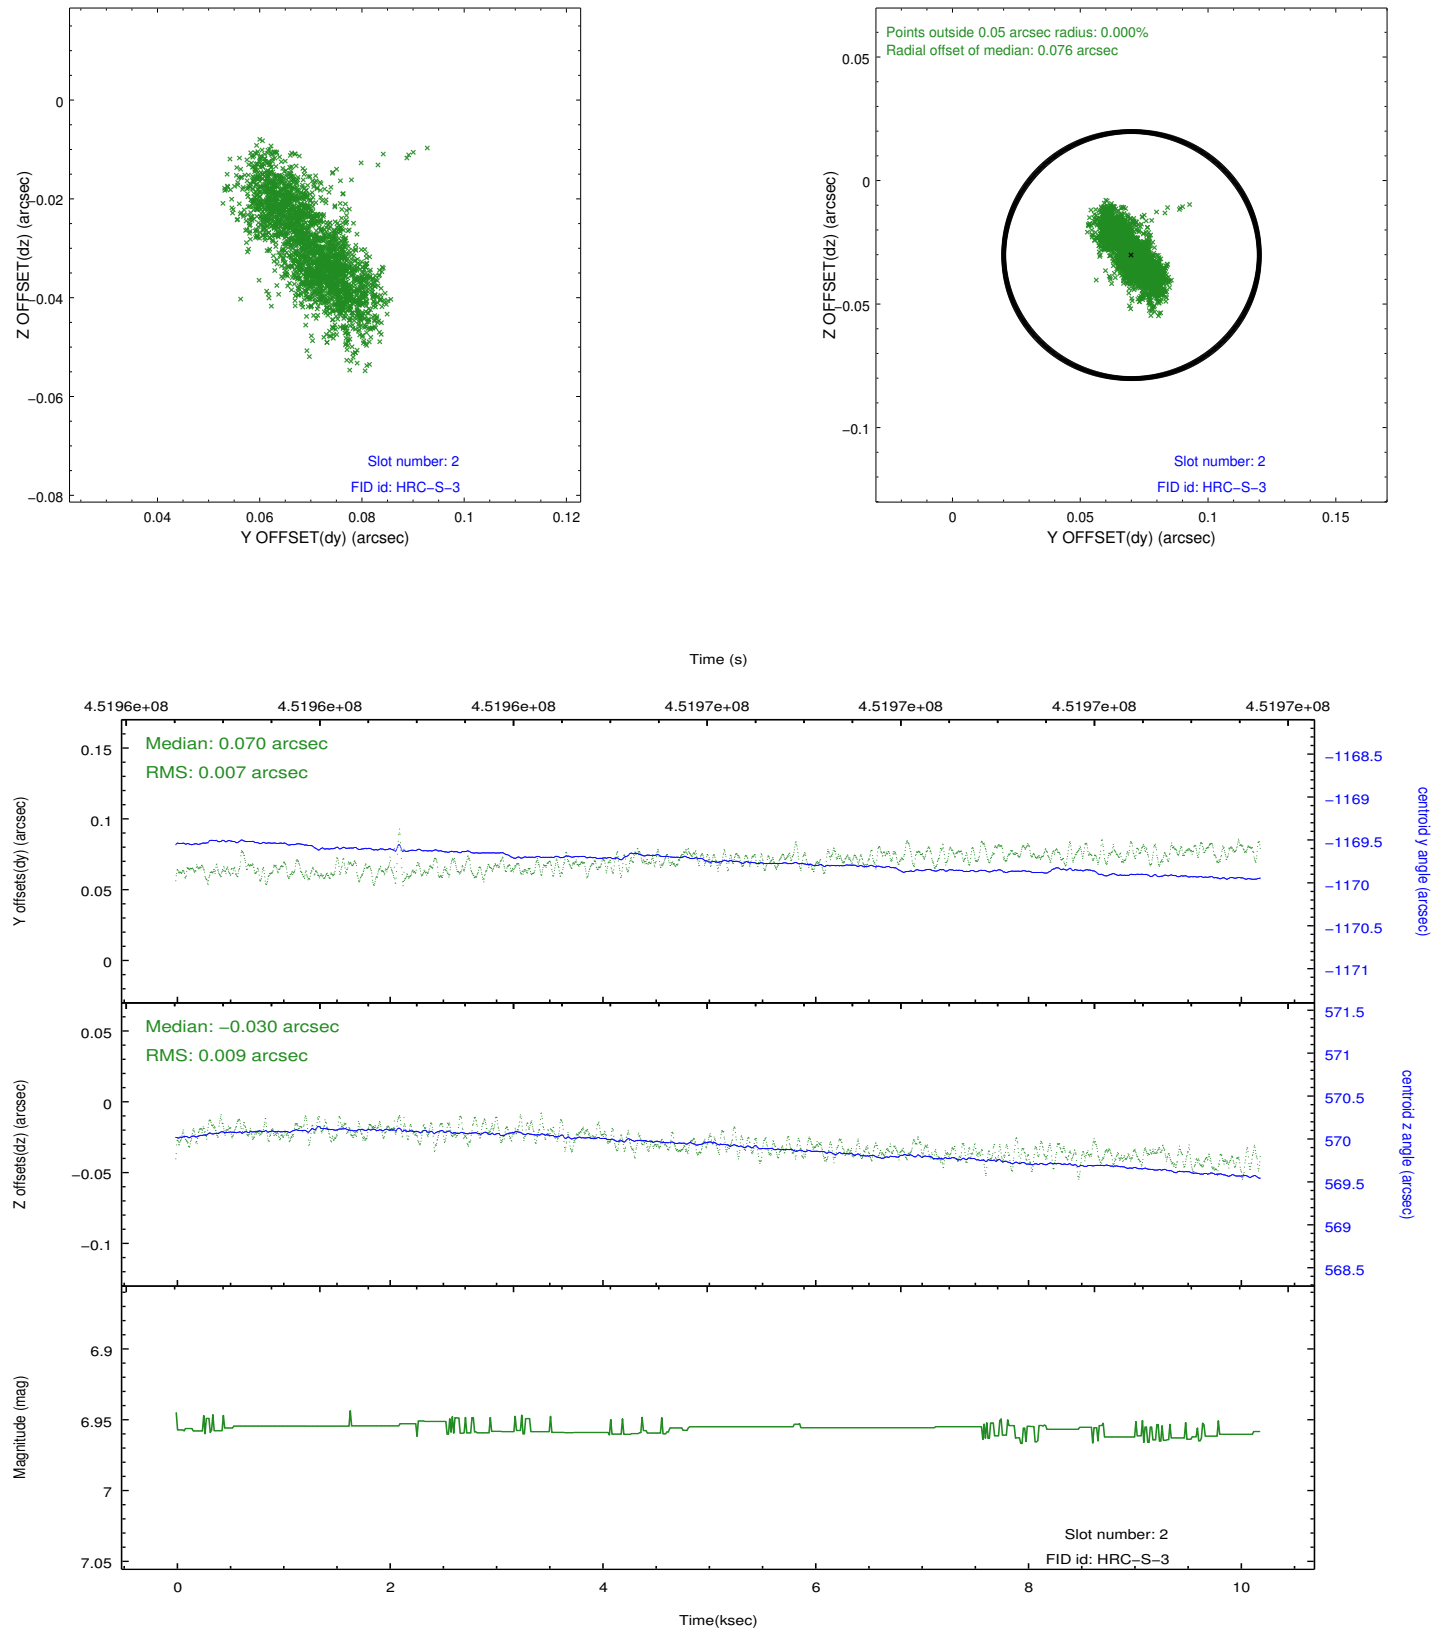 0
−0.02
−0.04
−0.06
−0.08
Z OFFSET(dz) (arcsec)
Slot number: 2
FID id: HRC−S−3
0.04
0.06
0.08
0.1
0.12
Y OFFSET(dy) (arcsec)
Points outside 0.05 arcsec radius: 0.000%
Radial offset of median: 0.076 arcsec
0.05
0
−0.05
−0.1
Z OFFSET(dz) (arcsec)
Slot number: 2
FID id: HRC−S−3
0
0.05
0.1
0.15
Y OFFSET(dy) (arcsec)
Time (s)
4.5196e+08
4.5196e+08
4.5196e+08
4.5197e+08
4.5197e+08
4.5197e+08
4.5197e+08
Median: 0.070 arcsec
RMS: 0.007 arcsec
0.15
0.1
0.05
0
Y offsets(dy) (arcsec)
−1168.5
−1169
−1169.5
−1170
−1170.5
−1171
centroid y angle (arcsec)
Median: −0.030 arcsec
RMS: 0.009 arcsec
0.05
0
−0.05
−0.1
Z offsets(dz) (arcsec)
571.5
571
570.5
570
569.5
569
568.5
centroid z angle (arcsec)
6.9
6.95
7
7.05
Magnitude (mag)
Slot number: 2
FID id: HRC−S−3
0
2
4
6
8
10
Time(ksec)